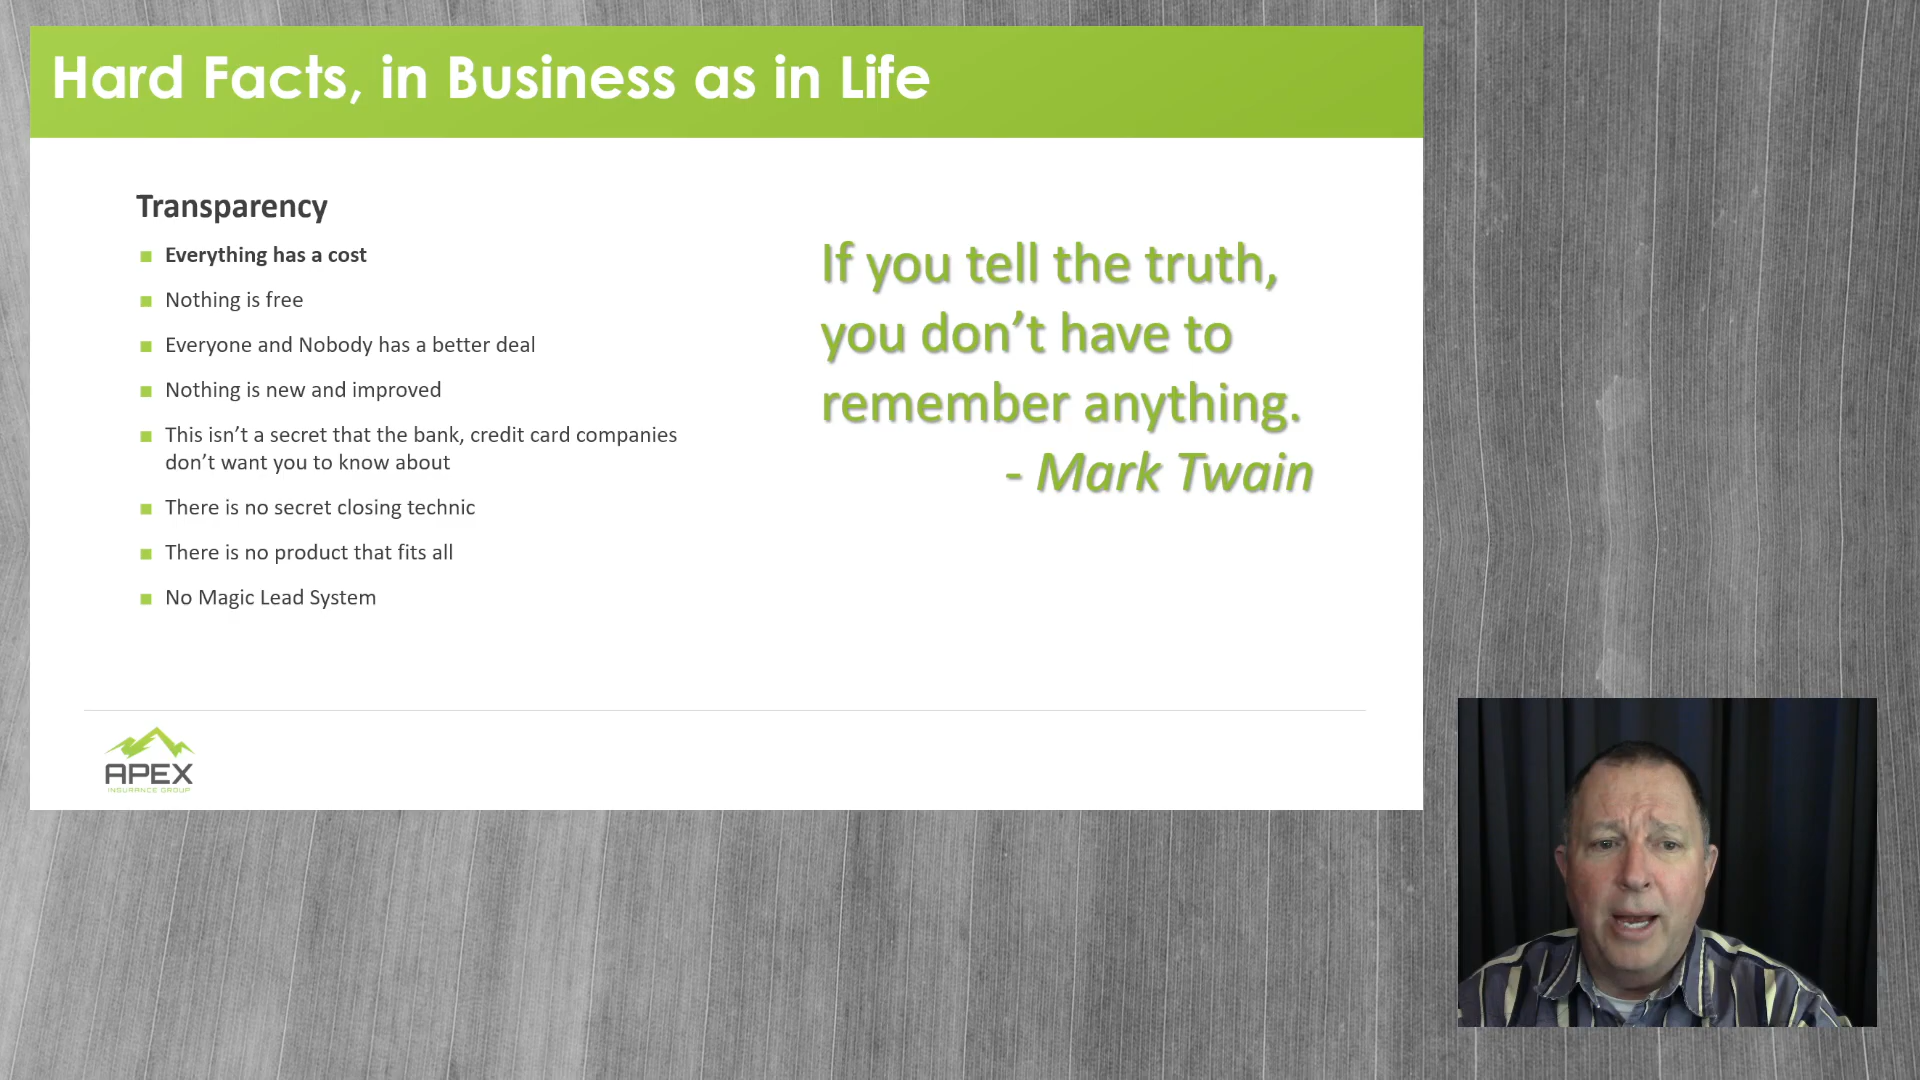 Hard Facts, in Business as in Life
Transparency
Everything has a cost
Nothing is free
Everyone and Nobody has a better deal
Nothing is new and improved
This isn’t a secret that the bank, credit card companies
don’t want you to know about
There is no secret closing technic
There is no product that fits all
No Magic Lead System
If you tell the truth,
you don’t have to
remember anything.
- Mark Twain
APEX
INSURANCE GROUP